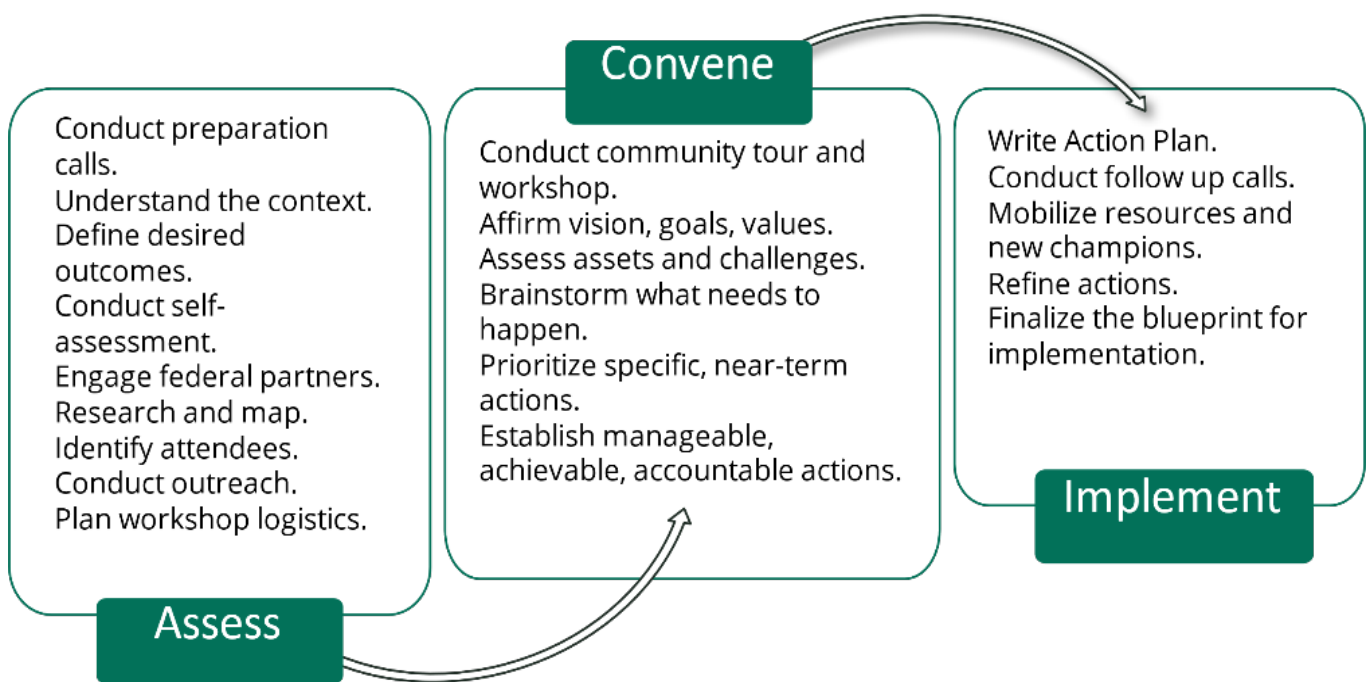 Conduct preparation
calls.
Understand the context.
Define desired
outcomes.
Conduct self-
assessment.
Engage federal partners.
Research and map.
Identify attendees.
Conduct outreach.
Plan workshop logistics.
Assess
Convene
Conduct community tour and
workshop.
Affirm vision, goals, values.
Assess assets and challenges.
Brainstorm what needs to
happen.
Prioritize specific, near-term
actions.
Establish manageable,
achievable, accountable actions.
Write Action Plan.
Conduct follow up calls.
Mobilize resources and
new champions.
Refine actions.
Finalize the blueprint for
implementation.
Implement